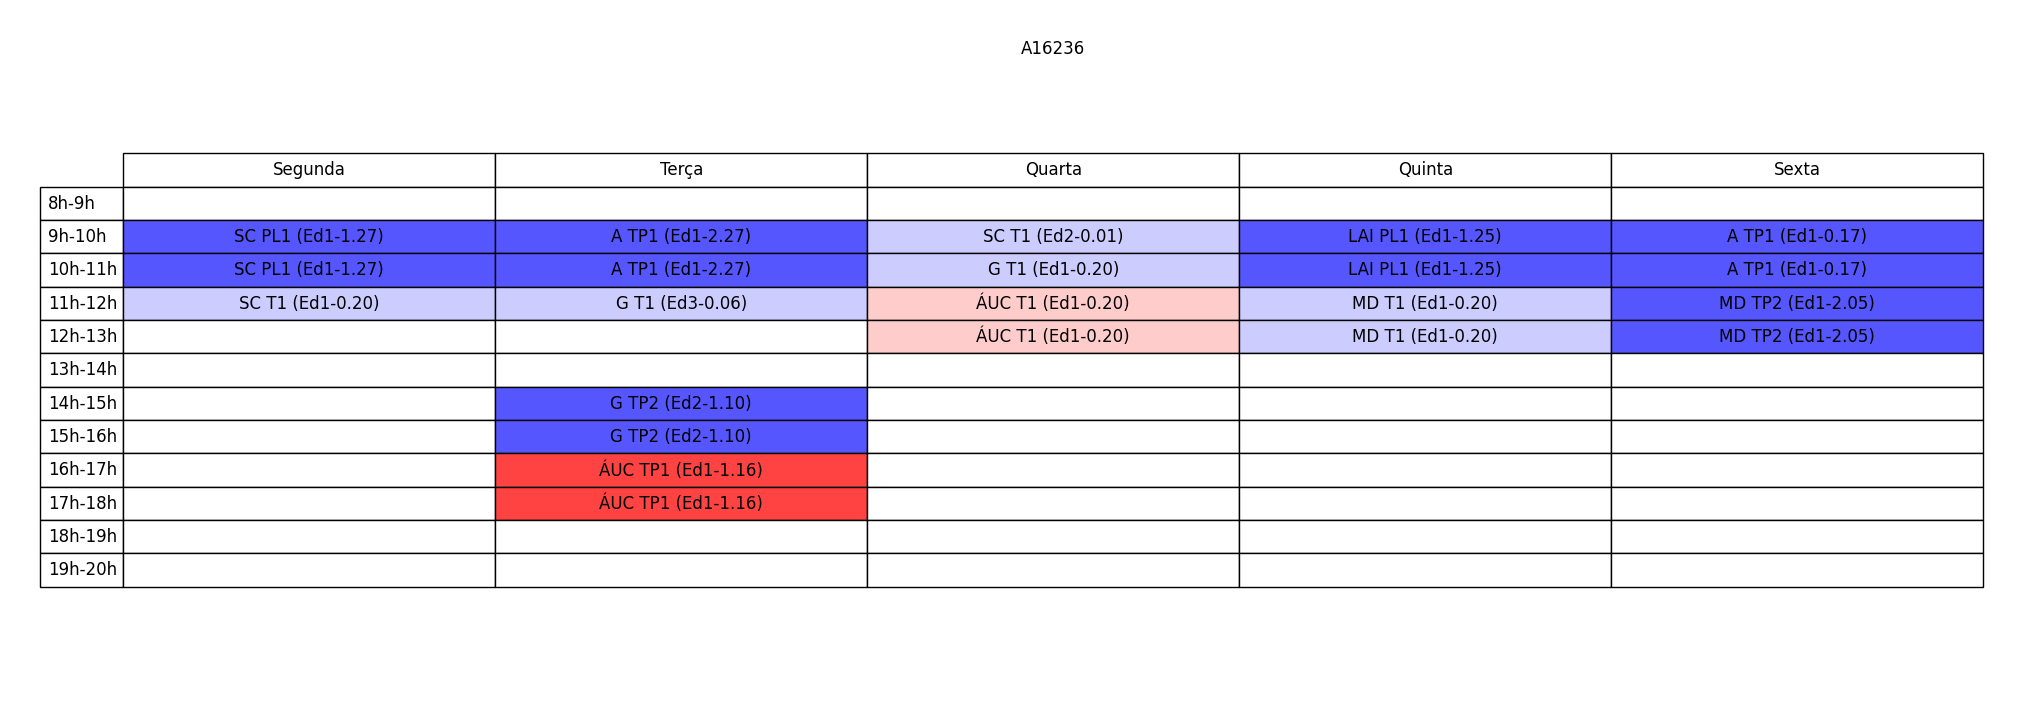 A16236
Segunda Terça Quarta Quinta Sexta
8h-9h
9h-10h SC PL1 (Ed1-1.27) A TP1 (Ed1-2.27) SC T1 (Ed2-0.01) LAI PL1 (Ed1-1.25) A TP1 (Ed1-0.17)
10h-11h SC PL1 (Ed1-1.27) A TP1 (Ed1-2.27) G T1 (Ed1-0.20) LAI PL1 (Ed1-1.25) A TP1 (Ed1-0.17)
11h-12h SC T1 (Ed1-0.20) G T1 (Ed3-0.06) ÁUC T1 (Ed1-0.20) MD T1 (Ed1-0.20) MD TP2 (Ed1-2.05)
12h-13h ÁUC T1 (Ed1-0.20) MD T1 (Ed1-0.20) MD TP2 (Ed1-2.05)
13h-14h
14h-15h G TP2 (Ed2-1.10)
15h-16h G TP2 (Ed2-1.10)
16h-17h ÁUC TP1 (Ed1-1.16)
17h-18h ÁUC TP1 (Ed1-1.16)
18h-19h
19h-20h